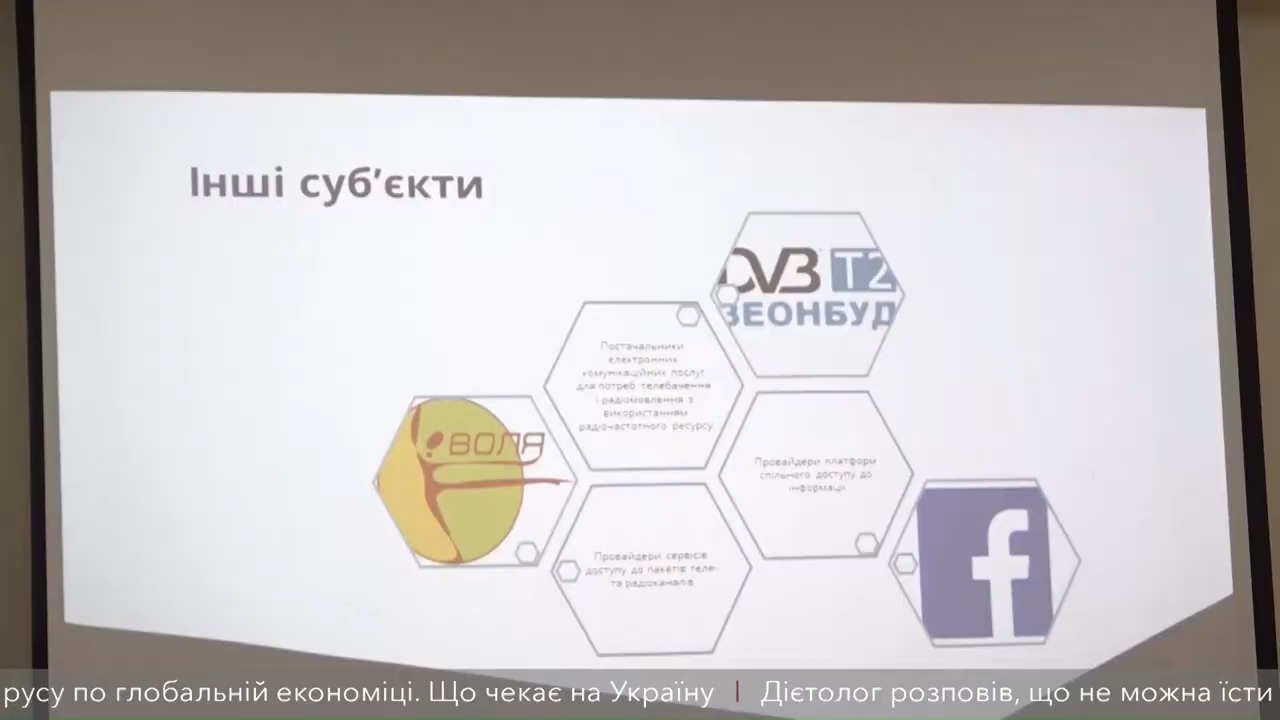 Інші суб’єкти
DVB T2
ЗЕОНБУД
Постачальники
електронних
комунікаційних послуг
для потреб телебачення
і радіомовлення з
використанням
радіочастотного ресурсу
ВОЛЯ
Провайдери платформ
спільного доступу до
інформації
f
Провайдери сервісів
доступу до пакетів теле-
та радіоканалів
русу по глобальній економіці. Що чекає на Україну | Дієтолог розповів, що не можна їсти